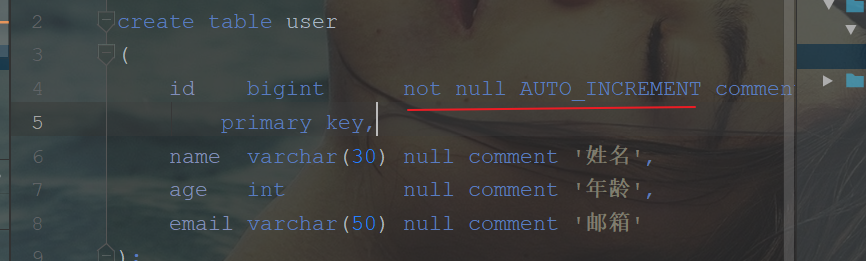 2 create table user
3 (
4 id bigint not null AUTO_INCREMENT commen
5 primary key,
6 name varchar(30) null comment '姓名',
7 age int null comment '年龄',
8 email varchar(50) null comment '邮箱'
9 );